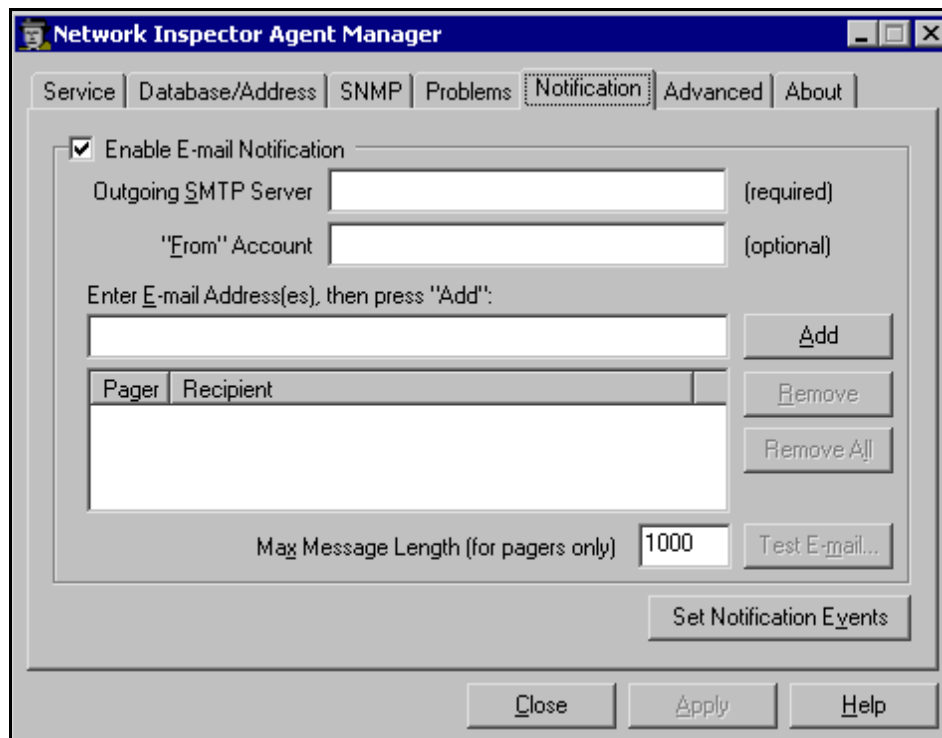 Network Inspector Agent Manager
Service Database/Address SNMP Problems Notification Advanced About
Enable E-mail Notification
Outgoing SMTP Server (required)
"From" Account (optional)
Enter E-mail Address(es), then press "Add":
Add
Pager Recipient
Remove
Remove All
Max Message Length (for pagers only) 1000 Test E-mail...
Set Notification Events
Close Apply Help